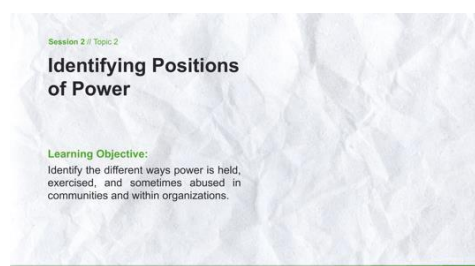 Session 2 // Topic 2
Identifying Positions
of Power
Learning Objective:
Identify the different ways power is held,
exercised, and sometimes abused in
communities and within organizations.